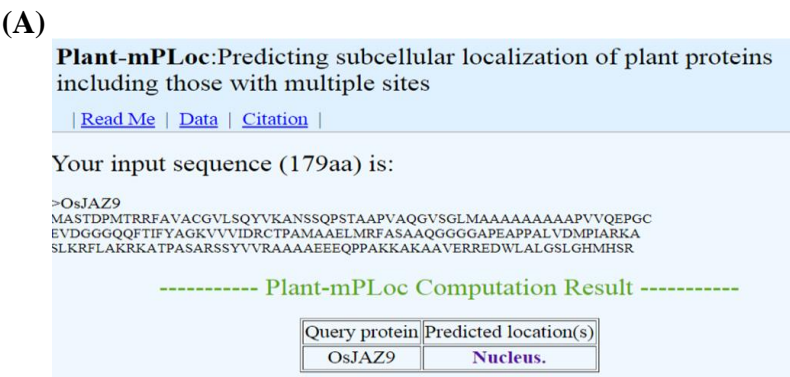 (A)
Plant-mPLoc:Predicting subcellular localization of plant proteins
including those with multiple sites
| Read Me | Data | Citation |
Your input sequence (179aa) is:
>OsJAZ9
MASTDPMTRRFAVACGVLSQYVKANSSQPSTAAPVAQGVSGLMAAAAAAAAAPVVQEPGC
EVDGGGQQFTIFYAGKVVVIDRCTPAMAAELMRFASAAQGGGGAPEAPPALVDMPIARKA
SLKRFLAKRKATPASARSSYVVRAAAAEEEQPPAKKAKAAVERREDWLALGSLGHMHSR
----------- Plant-mPLoc Computation Result -----------
Query protein Predicted location(s)
OsJAZ9 Nucleus.